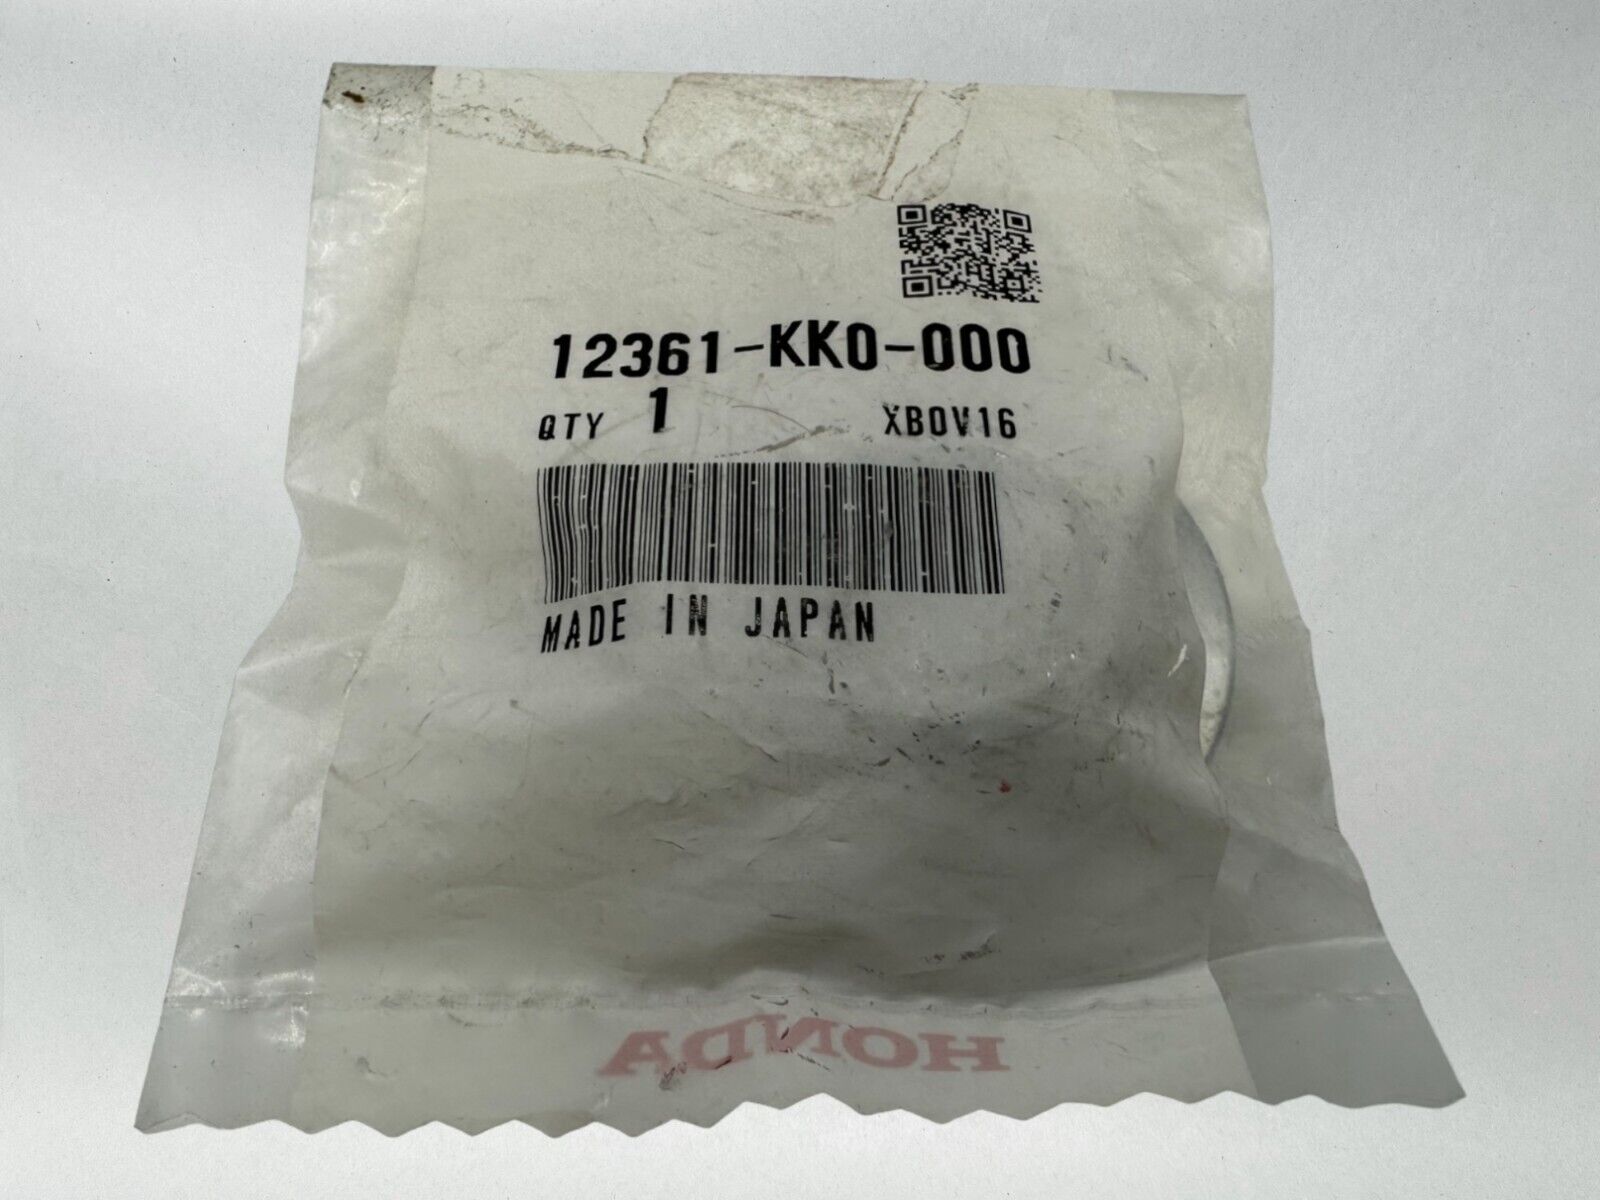 12361-KK0-000
QTY 1 XB0V16
MADE IN JAPAN
HONDA